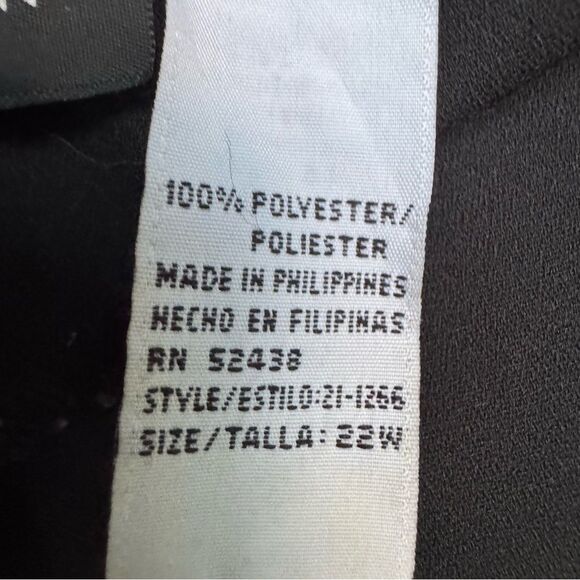 100% POLYESTER/
POLIESTER
MADE IN PHILIPPINES
HECHO EN FILIPINAS
RN 52438
STYLE/ESTILO:21-1266
SIZE/TALLA: 22W